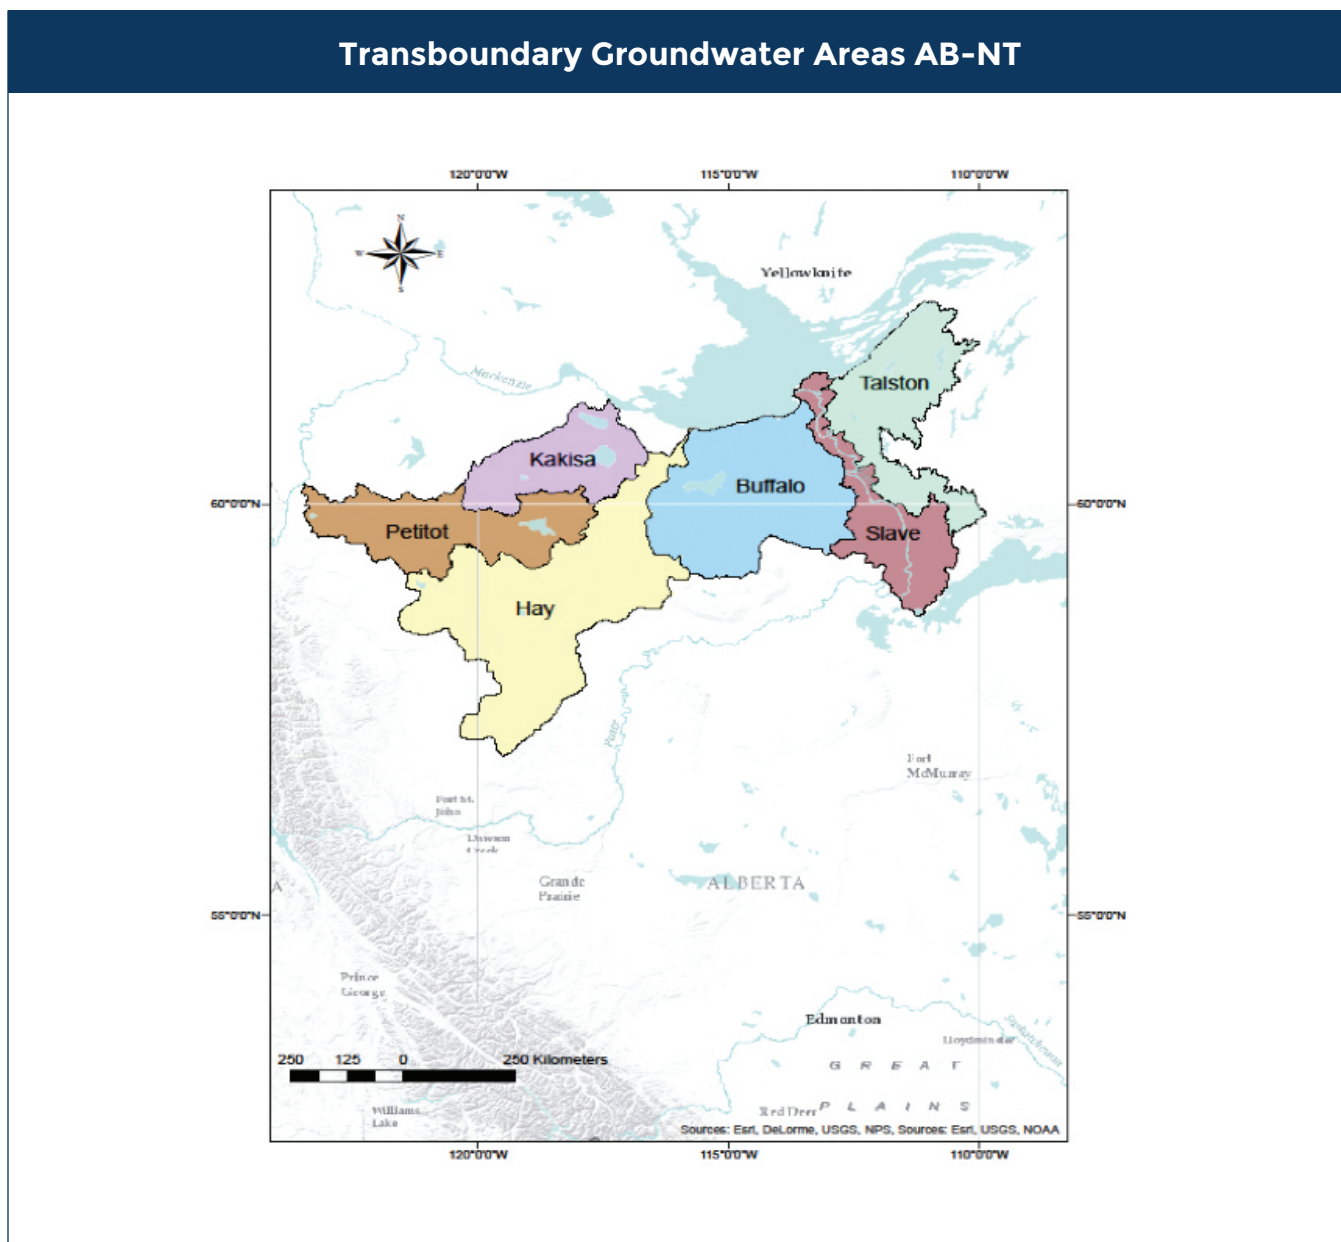 Transboundary Groundwater Areas AB-NT
120°0'0"W 115°0'0"W 110°0'0"W
N
W E
S
Yellowknife
Mackenzie
Talston
Kakisa
Buffalo
60°0'0"N 60°0'0"N
Petitot
Slave
Hay
Fort
McMurray
Fort St.
John
Dawson
Creek
Grande
Prairie
ALBERTA
A
55°0'0"N 55°0'0"N
Prince
George
Edmonton
Lloydminster
Saskatchewan
250 125 0 250 Kilometers
GREAT
PLAINS
Red Deer
Williams
Lake
Sources: Esri, DeLorme, USGS, NPS, Sources: Esri, USGS, NOAA
120°0'0"W 115°0'0"W 110°0'0"W